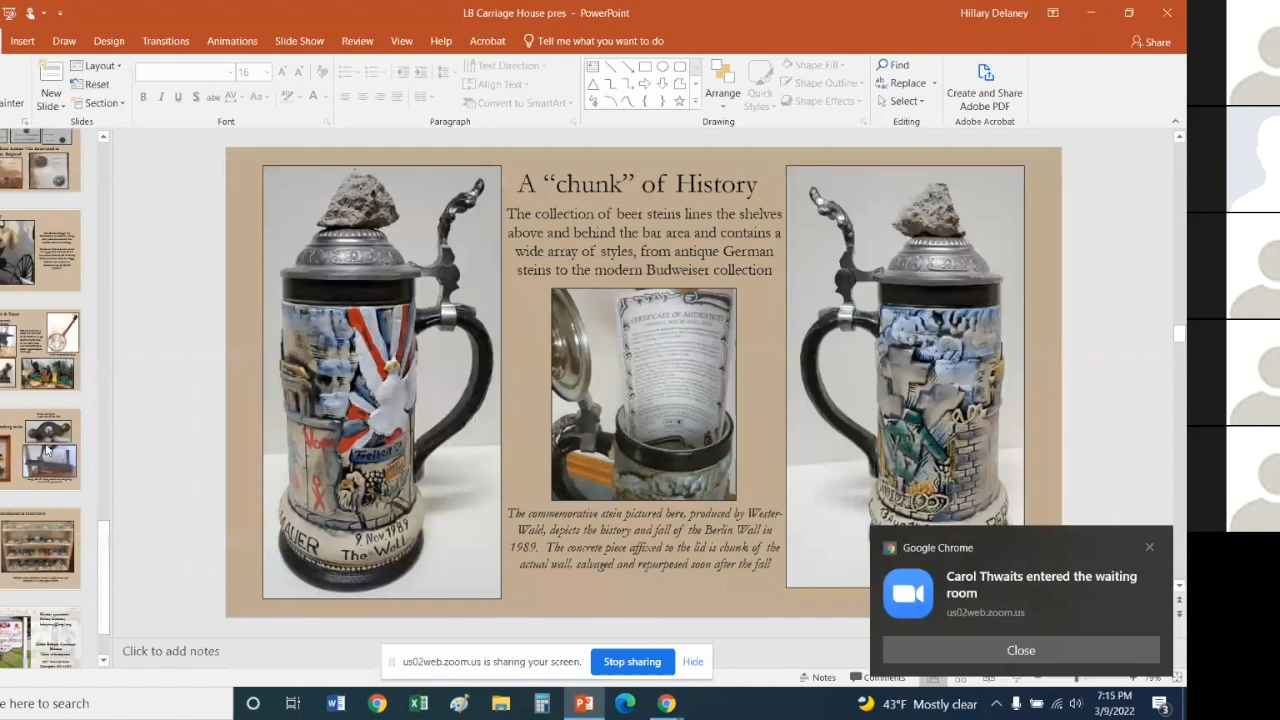 LB Carriage House pres - PowerPoint
Hillary Delaney
Insert Draw Design Transitions Animations Slide Show Review View Help Acrobat Tell me what you want to do
Share
New
Slide
Layout
Reset
Section
Slides
16
Font
Text Direction
Align Text
Convert to SmartArt
Paragraph
Arrange
Quick
Styles
Shape Fill
Shape Outline
Shape Effects
Drawing
Find
Replace
Select
Editing
Create and Share
Adobe PDF
Adobe Acrobat
A “chunk” of History
The collection of beer steins lines the shelves
above and behind the bar area and contains a
wide array of styles, from antique German
steins to the modern Budweiser collection
CERTIFICATE OF AUTHENTICITY
Freiheit
9 Nov. 1989
The Wall
The commemorative stein pictured here, produced by Wester-
Wald, depicts the history and fall of the Berlin Wall in
1989. The concrete piece affixed to the lid is chunk of the
actual wall, salvaged and repurposed soon after the fall
Google Chrome
Carol Thwaits entered the waiting
room
us02web.zoom.us
Close
Click to add notes
us02web.zoom.us is sharing your screen.
Stop sharing
Hide
Notes
Comments
79%
e here to search
43°F Mostly clear
7:15 PM
3/9/2022
3